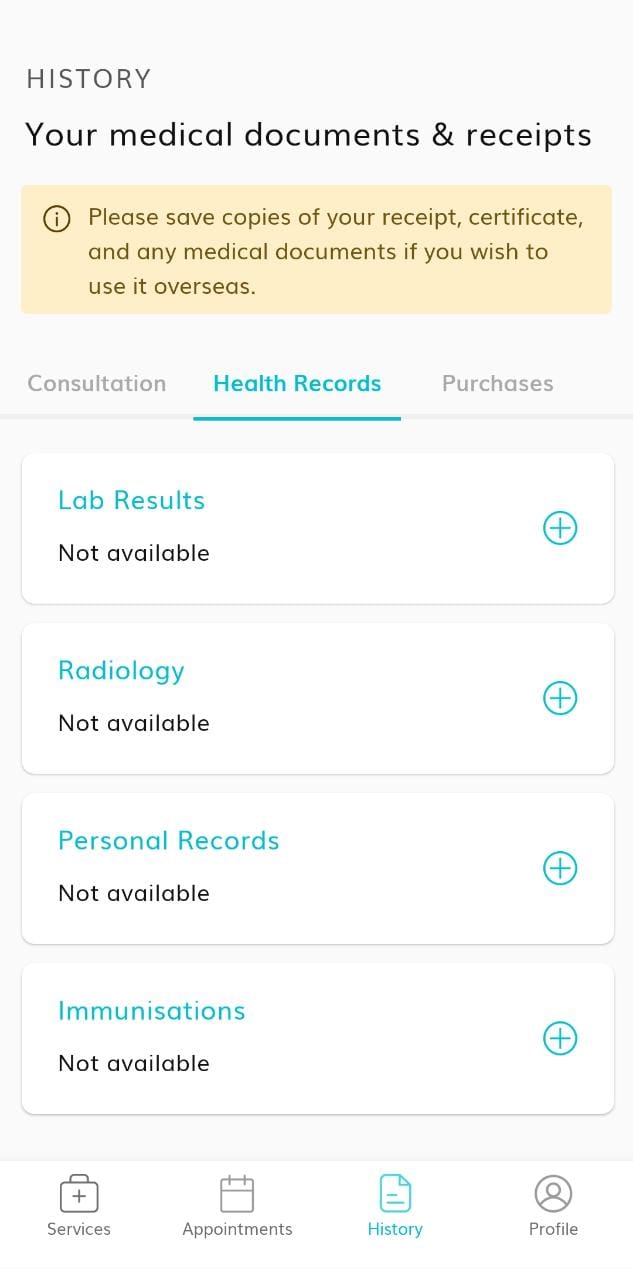 HISTORY
Your medical documents & receipts
Please save copies of your receipt, certificate,
and any medical documents if you wish to
use it overseas.
Consultation
Health Records
Purchases
Lab Results
Not available
Radiology
Not available
Personal Records
Not available
Immunisations
Not available
Services
Appointments
History
Profile